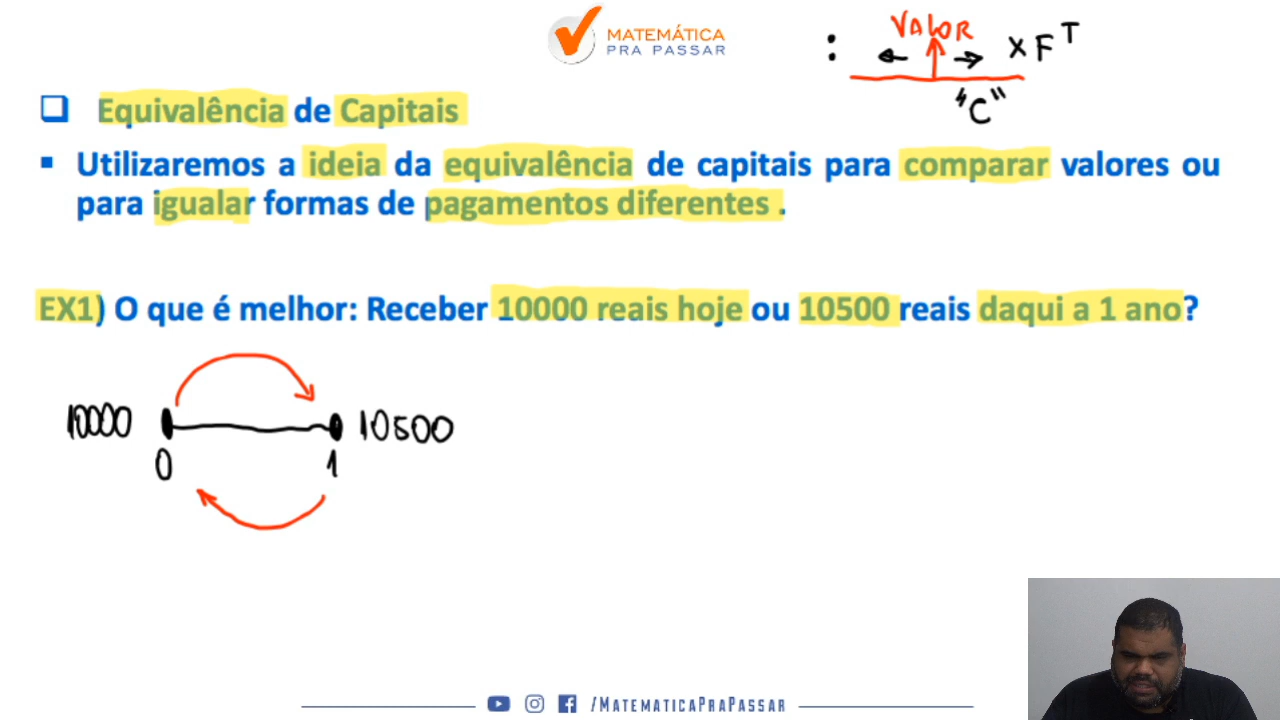 MATEMÁTICA
PRA PASSAR
: ← VALOR → x F^T
"C"
Equivalência de Capitais
Utilizaremos a ideia da equivalência de capitais para comparar valores ou
para igualar formas de pagamentos diferentes .
EX1) O que é melhor: Receber 10000 reais hoje ou 10500 reais daqui a 1 ano?
10000 10500
0 1
/MatematicaPraPassar